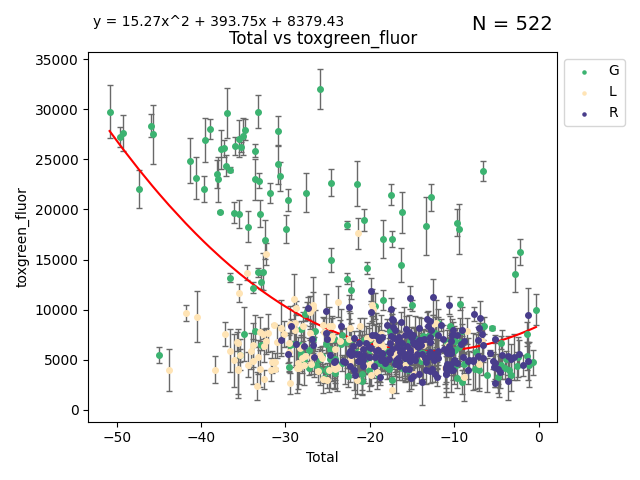 y = 15.27x^2 + 393.75x + 8379.43
N = 522
Total vs toxgreen_fluor
35000
30000
25000
20000
15000
10000
5000
0
toxgreen_fluor
−50 −40 −30 −20 −10 0
Total
G
L
R